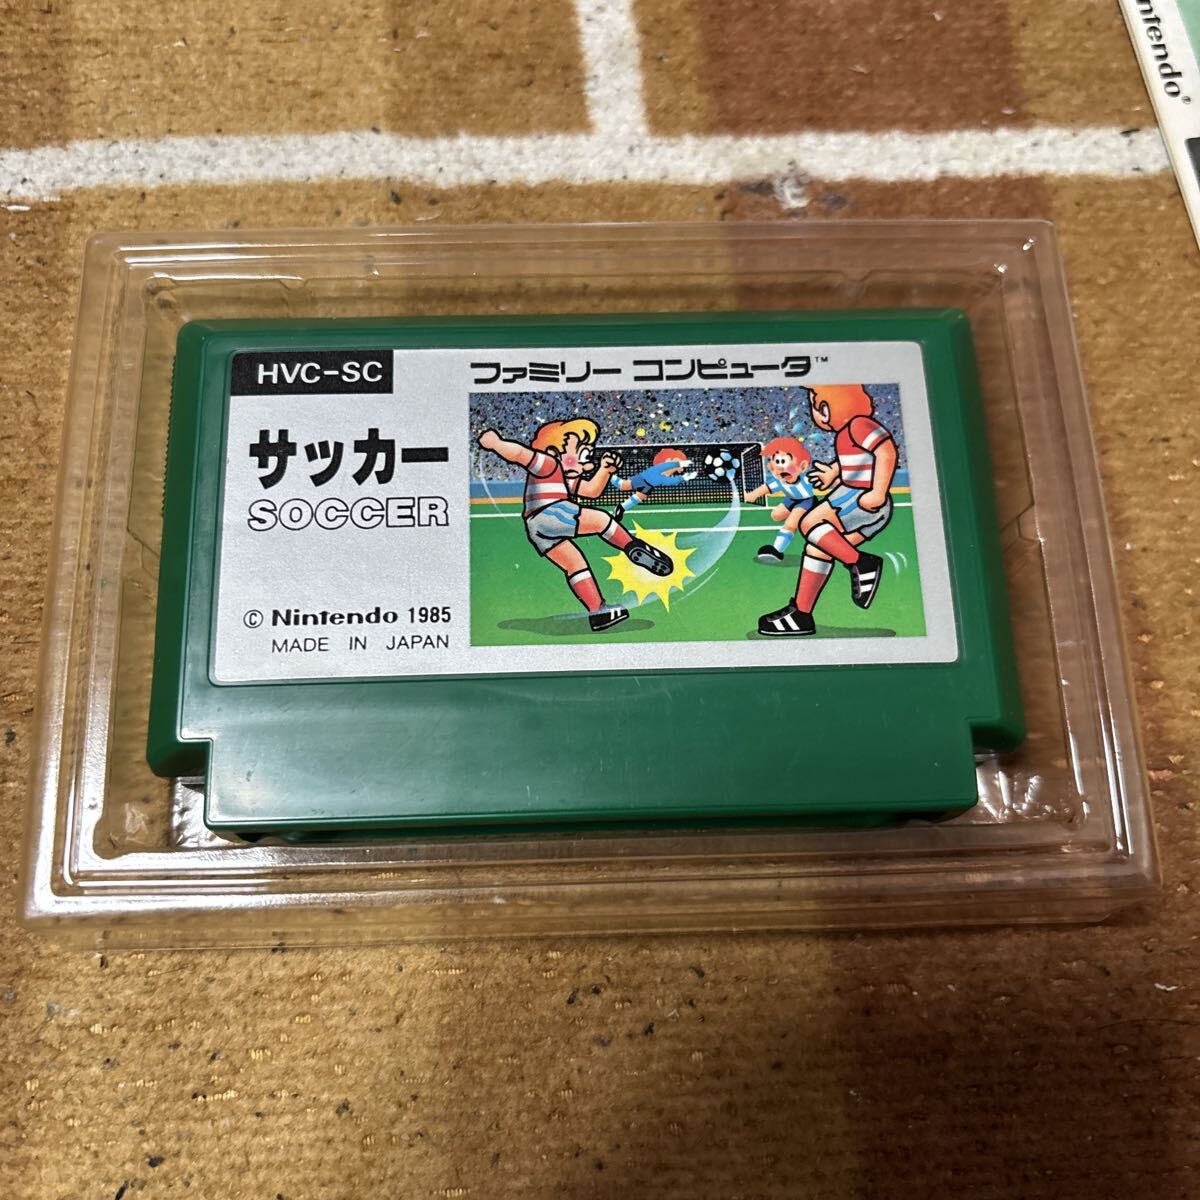 Nintendo®
HVC-SC
ファミリー コンピュータ™
サッカー
SOCCER
© Nintendo 1985
MADE IN JAPAN